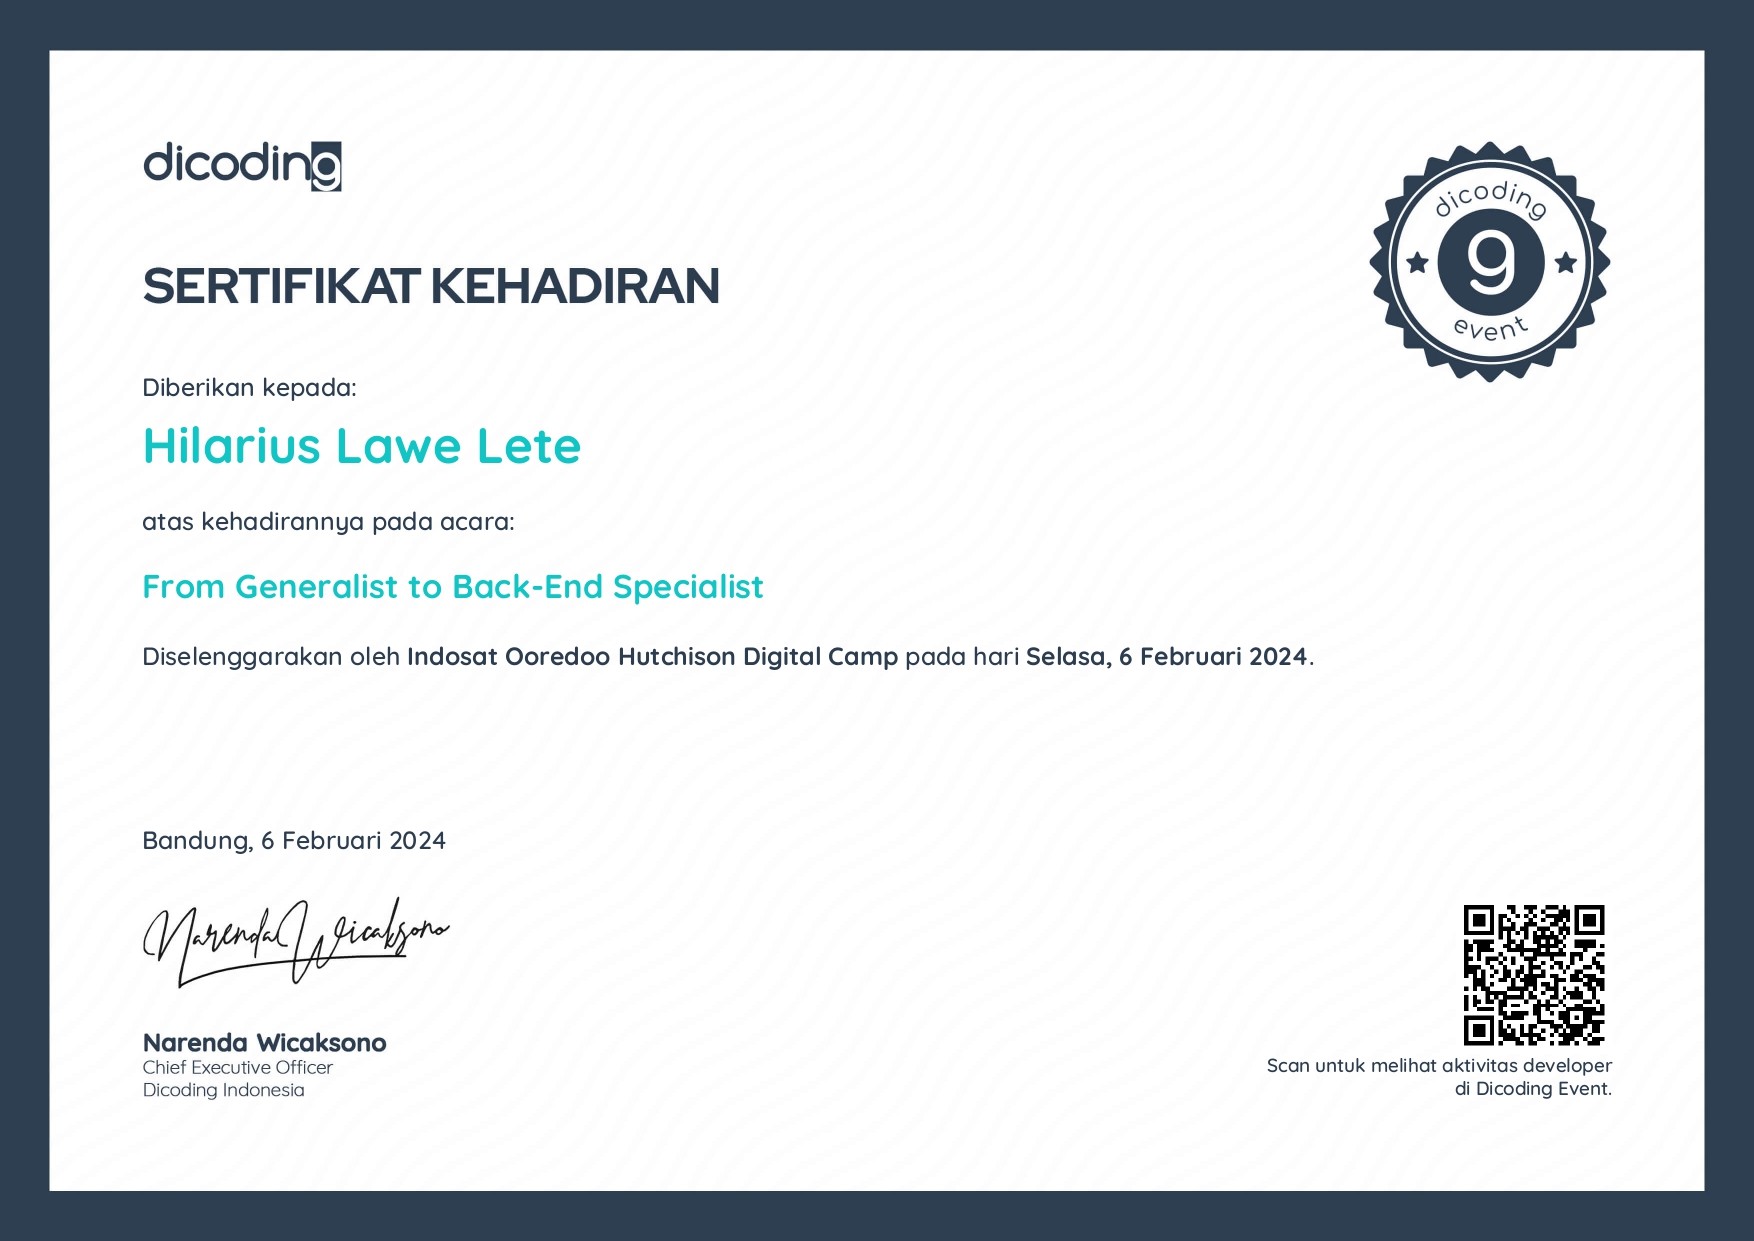 dicoding
SERTIFIKAT KEHADIRAN
dicoding
g
event
Diberikan kepada:
Hilarius Lawe Lete
atas kehadirannya pada acara:
From Generalist to Back-End Specialist
Diselenggarakan oleh Indosat Ooredoo Hutchison Digital Camp pada hari Selasa, 6 Februari 2024.
Bandung, 6 Februari 2024
Narenda Wicaksono
Narenda Wicaksono
Chief Executive Officer
Dicoding Indonesia
Scan untuk melihat aktivitas developer
di Dicoding Event.